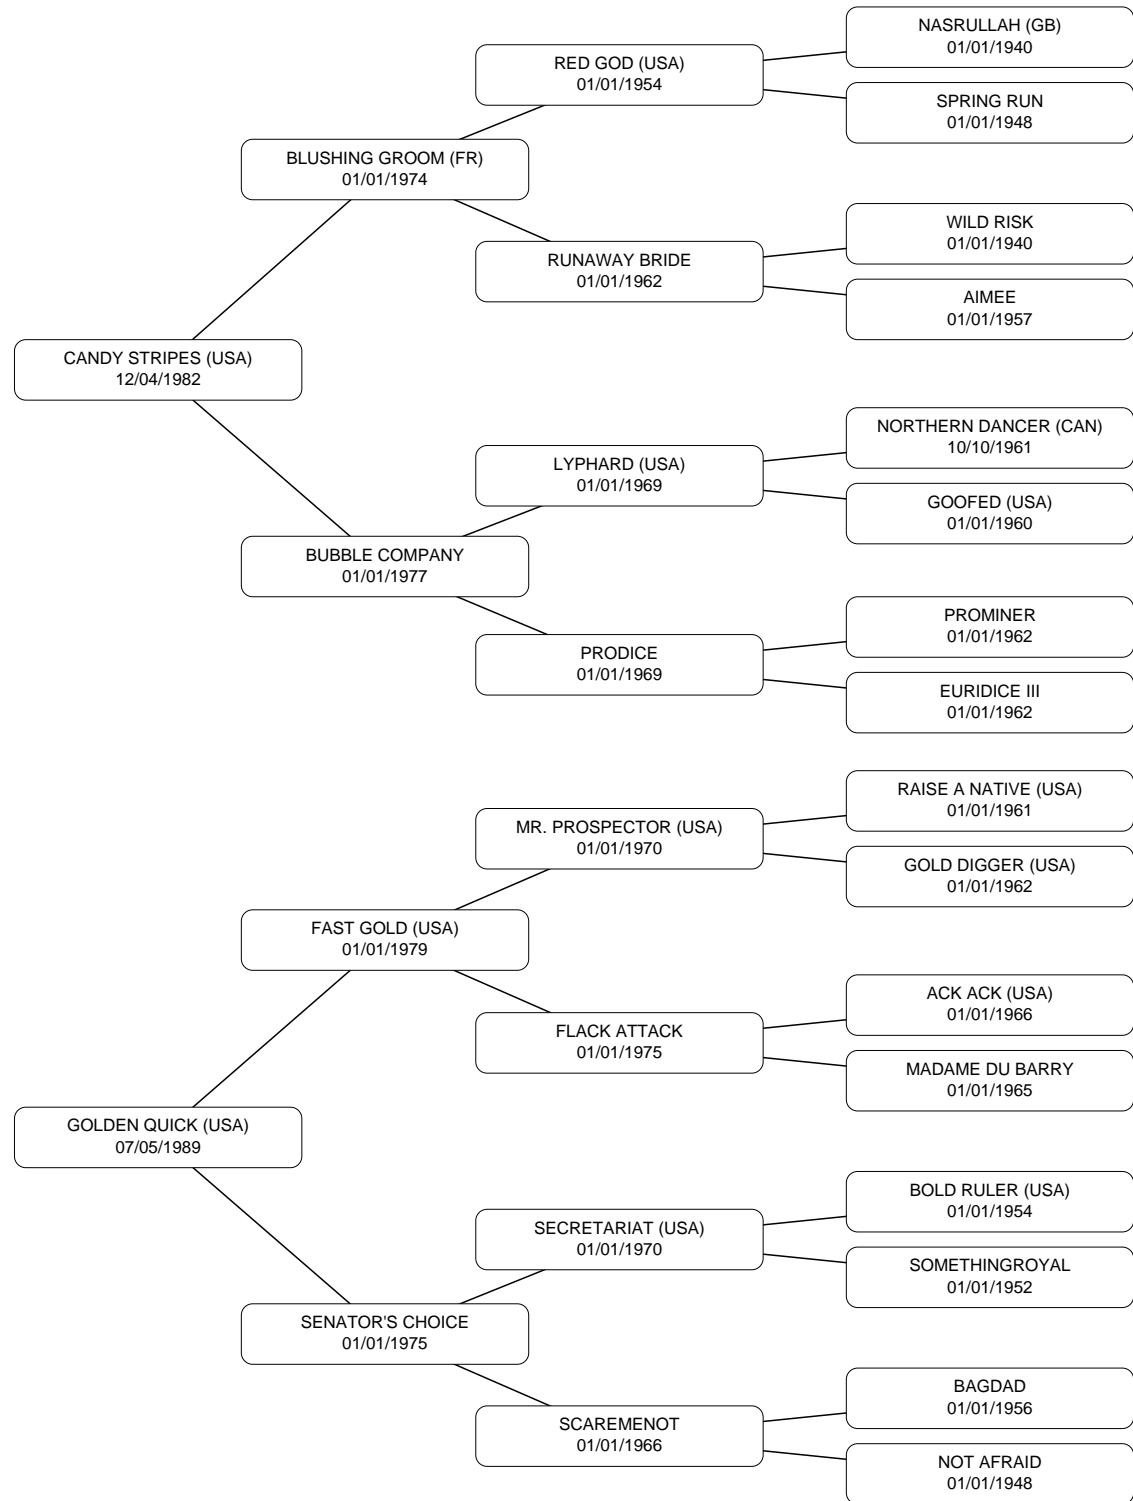 NASRULLAH (GB)
01/01/1940
RED GOD (USA)
01/01/1954
SPRING RUN
01/01/1948
BLUSHING GROOM (FR)
01/01/1974
WILD RISK
01/01/1940
RUNAWAY BRIDE
01/01/1962
AIMEE
01/01/1957
CANDY STRIPES (USA)
12/04/1982
NORTHERN DANCER (CAN)
10/10/1961
LYPHARD (USA)
01/01/1969
GOOFED (USA)
01/01/1960
BUBBLE COMPANY
01/01/1977
PROMINER
01/01/1962
PRODICE
01/01/1969
EURIDICE III
01/01/1962
RAISE A NATIVE (USA)
01/01/1961
MR. PROSPECTOR (USA)
01/01/1970
GOLD DIGGER (USA)
01/01/1962
FAST GOLD (USA)
01/01/1979
ACK ACK (USA)
01/01/1966
FLACK ATTACK
01/01/1975
MADAME DU BARRY
01/01/1965
GOLDEN QUICK (USA)
07/05/1989
BOLD RULER (USA)
01/01/1954
SECRETARIAT (USA)
01/01/1970
SOMETHINGROYAL
01/01/1952
SENATOR'S CHOICE
01/01/1975
BAGDAD
01/01/1956
SCAREMENOT
01/01/1966
NOT AFRAID
01/01/1948